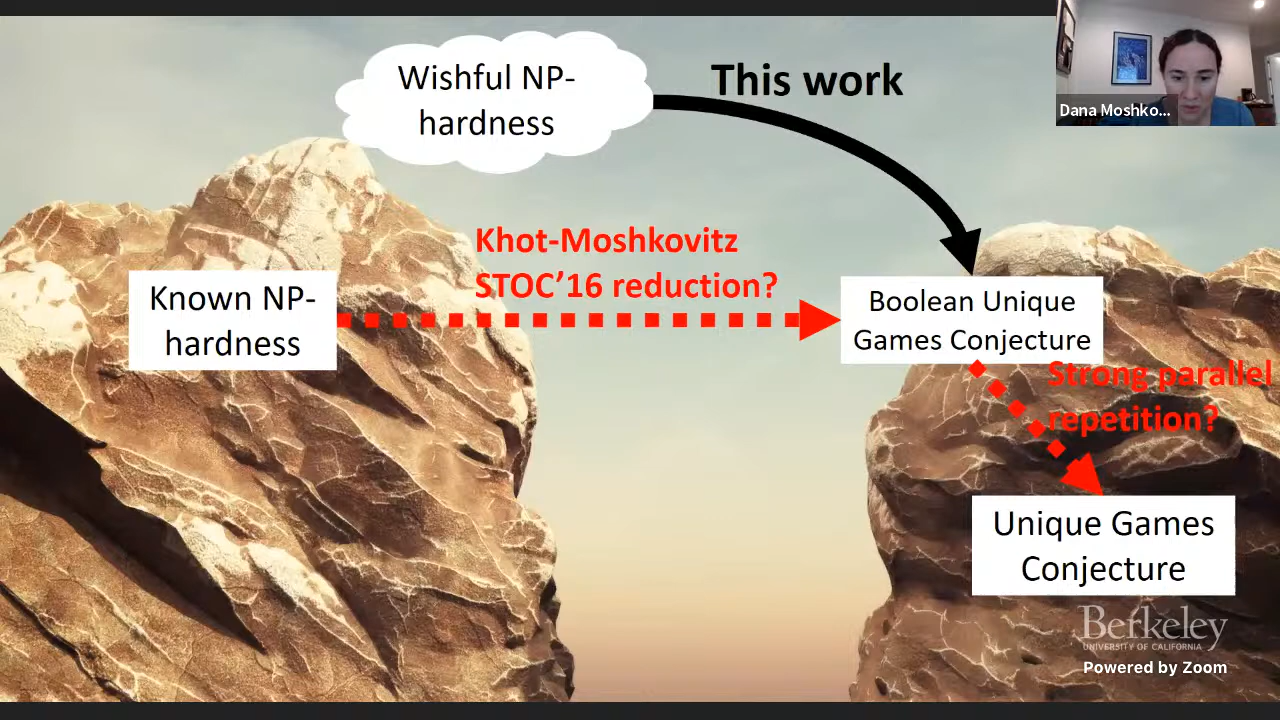 Wishful NP-
hardness
This work
Dana Moshko...
Khot-Moshkovitz
STOC'16 reduction?
Known NP-
hardness
Boolean Unique
Games Conjecture
Strong parallel
repetition?
Unique Games
Conjecture
Berkeley
UNIVERSITY OF CALIFORNIA
Powered by Zoom